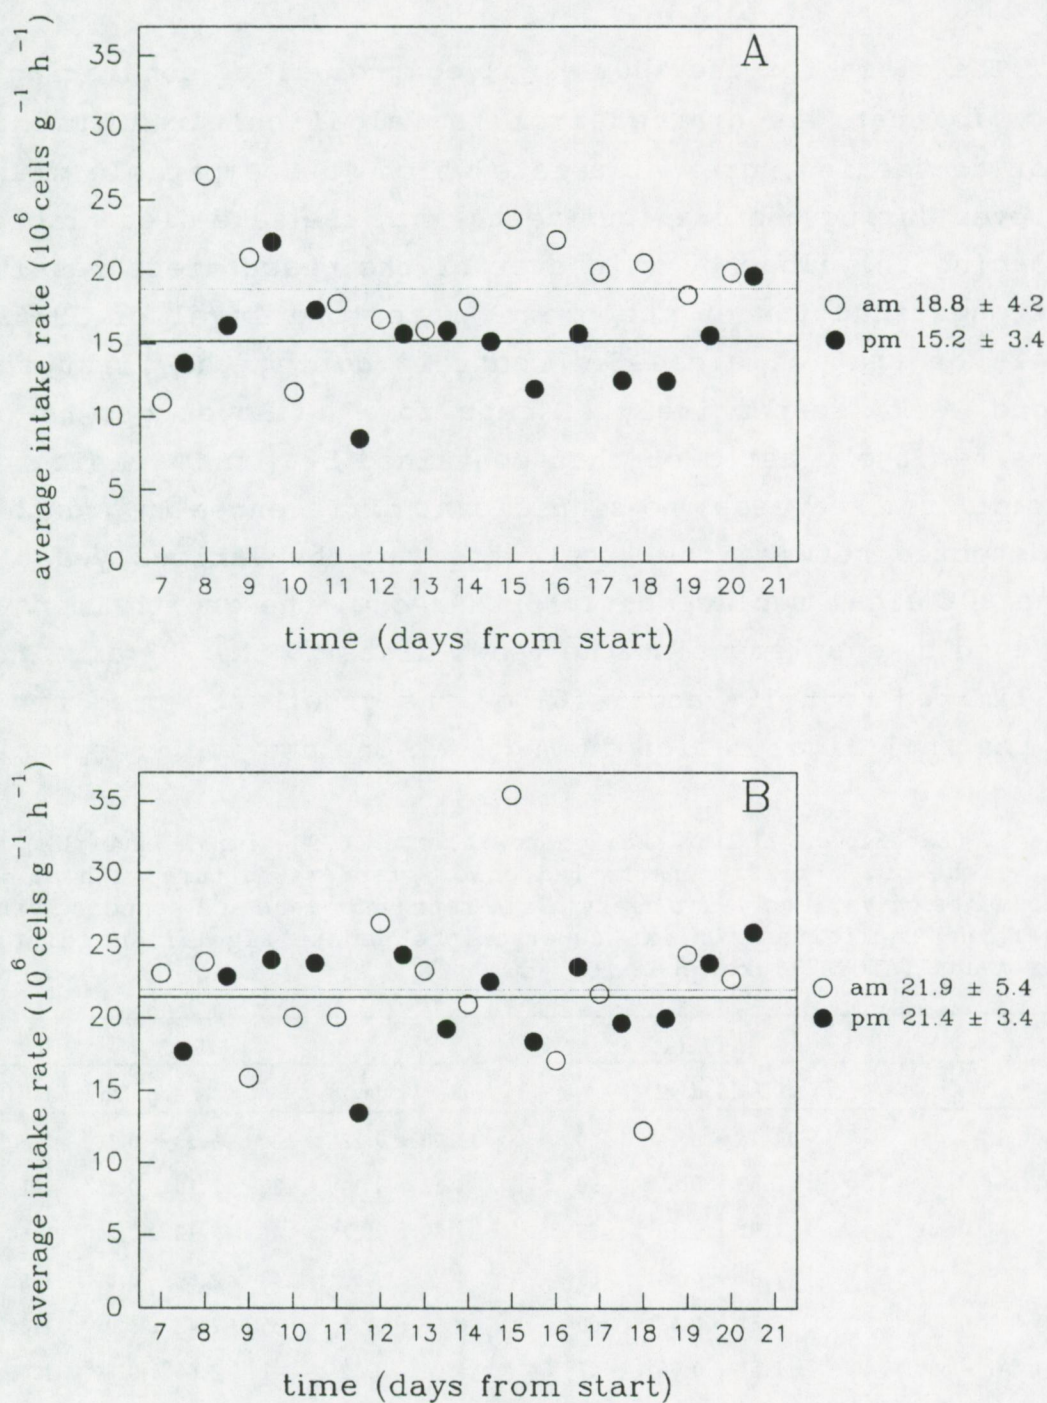 A
average intake rate (10⁶ cells g⁻¹ h⁻¹)
35
30
25
20
15
10
5
0
7 8 9 10 11 12 13 14 15 16 17 18 19 20 21
time (days from start)
am 18.8 ± 4.2
pm 15.2 ± 3.4
B
average intake rate (10⁶ cells g⁻¹ h⁻¹)
35
30
25
20
15
10
5
0
7 8 9 10 11 12 13 14 15 16 17 18 19 20 21
time (days from start)
am 21.9 ± 5.4
pm 21.4 ± 3.4